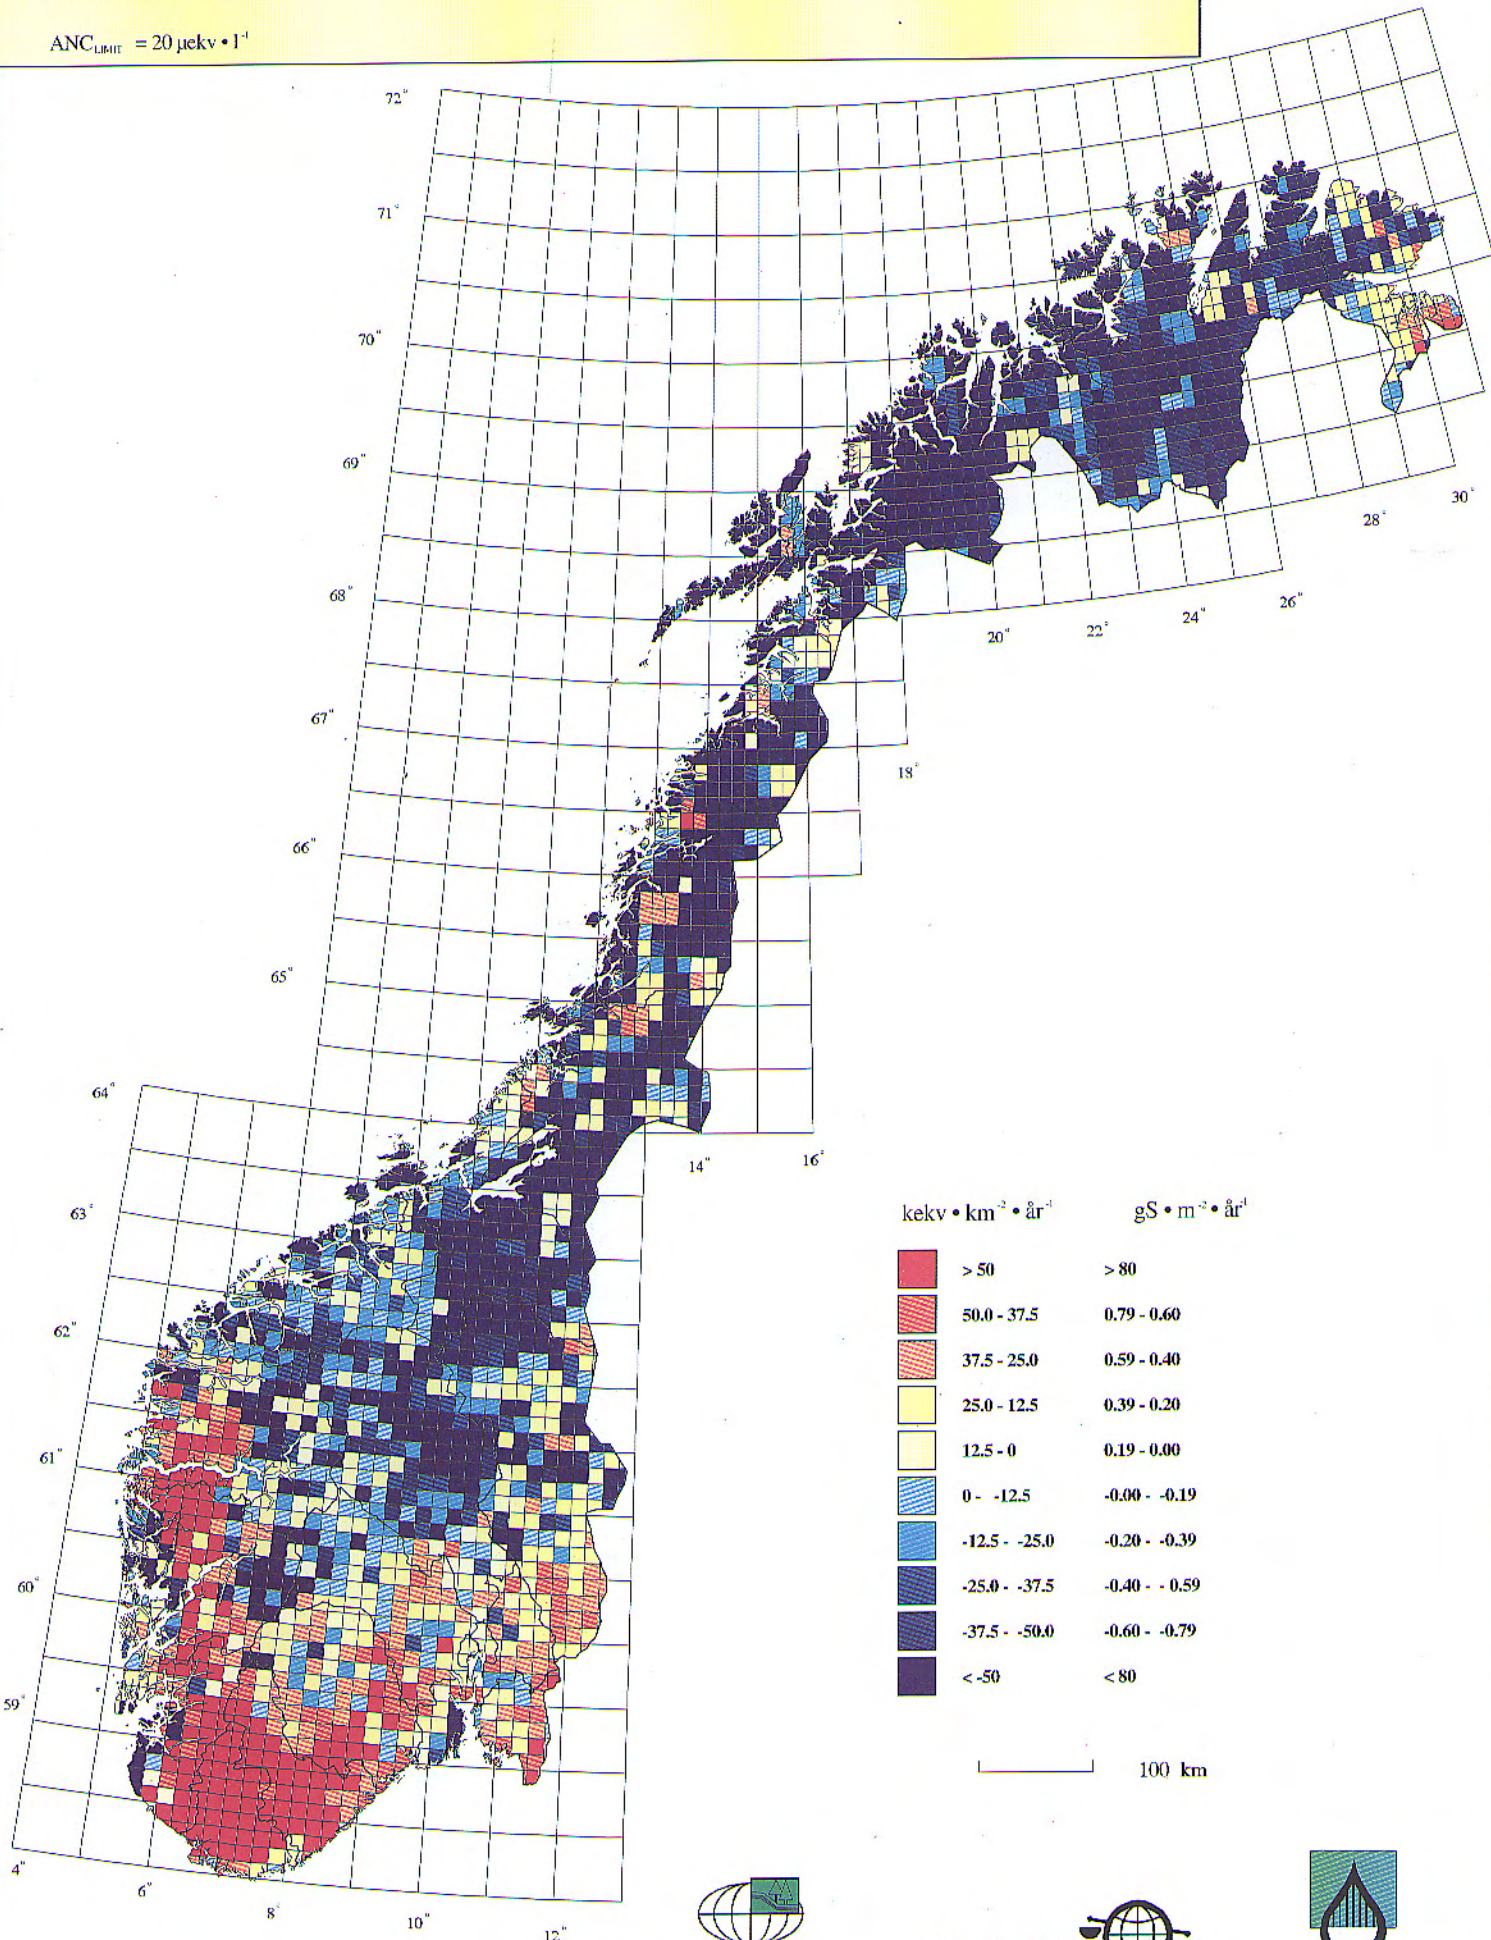 ANC LIMIT = 20 µekv • l⁻¹
72°
71°
70°
69°
68°
67°
66°
65°
64°
63°
62°
61°
60°
59°
30°
28°
26°
24°
22°
20°
18°
16°
14°
4°
6°
8°
10°
12°
kekv • km⁻² • år⁻¹ gS • m⁻² • år⁻¹
> 50 > 80
50.0 - 37.5 0.79 - 0.60
37.5 - 25.0 0.59 - 0.40
25.0 - 12.5 0.39 - 0.20
12.5 - 0 0.19 - 0.00
0 - -12.5 -0.00 - -0.19
-12.5 - -25.0 -0.20 - -0.39
-25.0 - -37.5 -0.40 - - 0.59
-37.5 - -50.0 -0.60 - -0.79
< -50 < 80
100 km